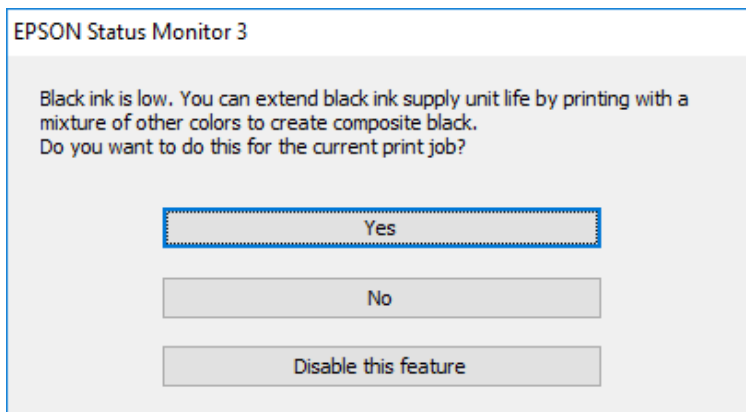 EPSON Status Monitor 3
Black ink is low. You can extend black ink supply unit life by printing with a
mixture of other colors to create composite black.
Do you want to do this for the current print job?
Yes
No
Disable this feature